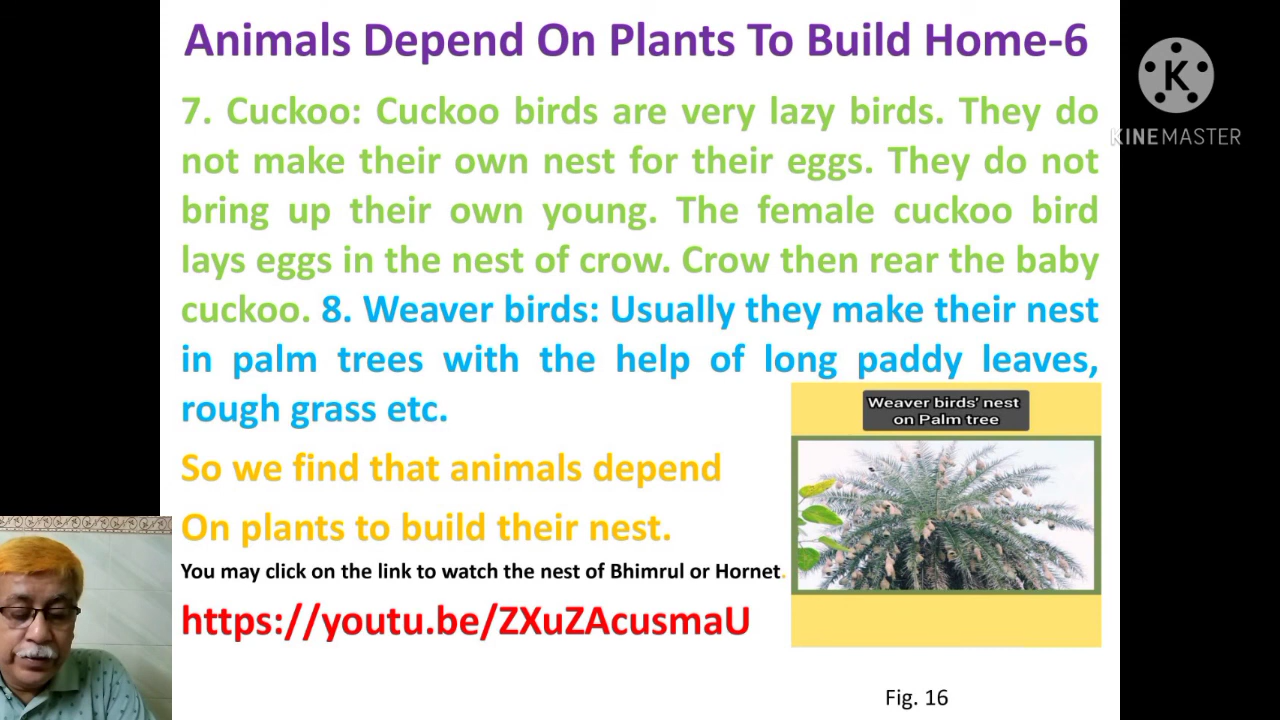 Animals Depend On Plants To Build Home-6
K
KINEMASTER
7. Cuckoo: Cuckoo birds are very lazy birds. They do
not make their own nest for their eggs. They do not
bring up their own young. The female cuckoo bird
lays eggs in the nest of crow. Crow then rear the baby
cuckoo. 8. Weaver birds: Usually they make their nest
in palm trees with the help of long paddy leaves,
rough grass etc.
Weaver birds' nest
on Palm tree
So we find that animals depend
On plants to build their nest.
You may click on the link to watch the nest of Bhimrul or Hornet.
https://youtu.be/ZXuZAcusmaU
Fig. 16